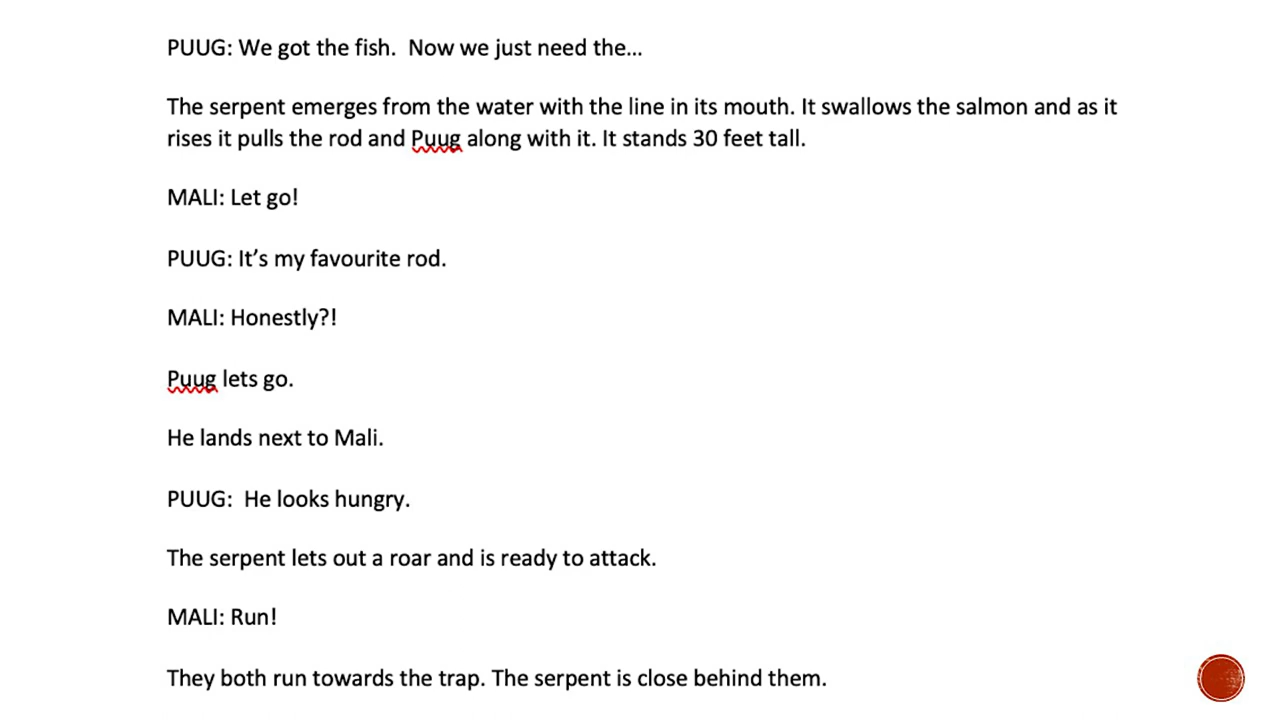 PUUG: We got the fish.  Now we just need the...
The serpent emerges from the water with the line in its mouth. It swallows the salmon and as it
rises it pulls the rod and Puug along with it. It stands 30 feet tall.
MALI: Let go!
PUUG: It’s my favourite rod.
MALI: Honestly?!
Puug lets go.
He lands next to Mali.
PUUG:  He looks hungry.
The serpent lets out a roar and is ready to attack.
MALI: Run!
They both run towards the trap. The serpent is close behind them.